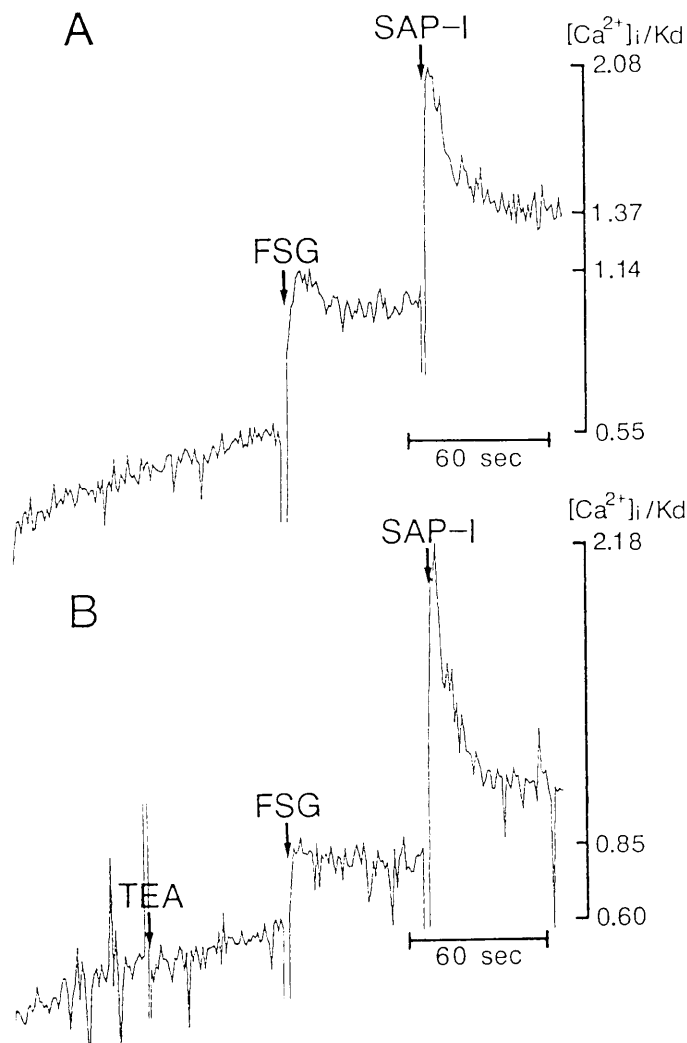 A
SAP-I
[Ca²⁺]i/Kd
2.08
1.37
FSG
1.14
0.55
60 sec
[Ca²⁺]i/Kd
SAP-I
2.18
B
FSG
0.85
TEA
0.60
60 sec